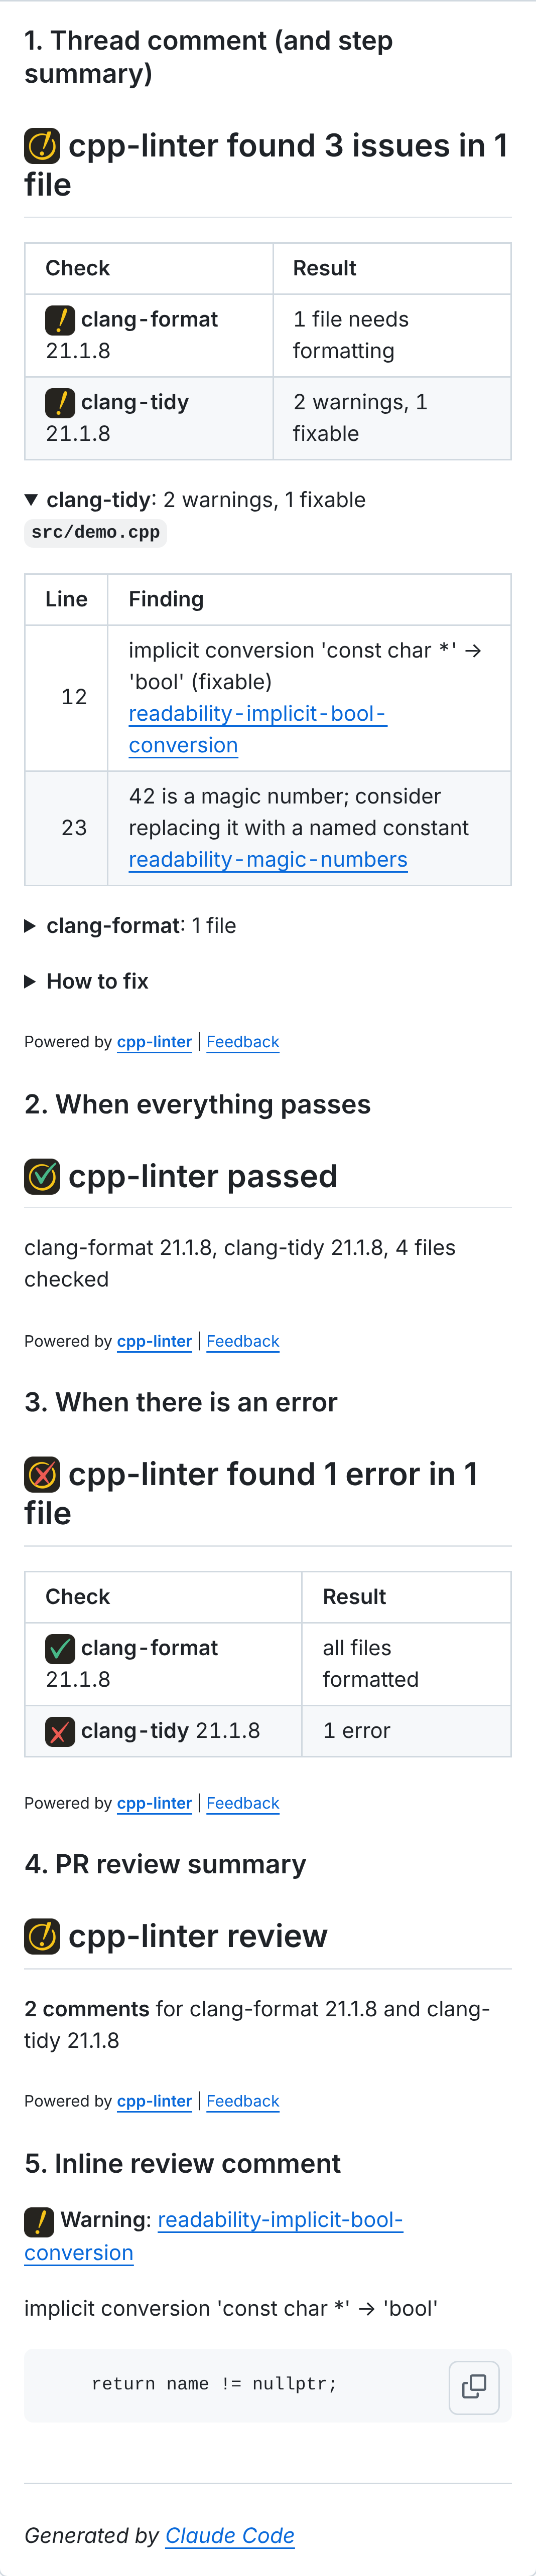 1. Thread comment (and step
summary)
cpp-linter found 3 issues in 1
file
Check
Result
clang-format
21.1.8
1 file needs
formatting
clang-tidy
21.1.8
2 warnings, 1
fixable
▼ clang-tidy: 2 warnings, 1 fixable
src/demo.cpp
Line
Finding
12
implicit conversion 'const char *' →
'bool' (fixable)
readability-implicit-bool-
conversion
23
42 is a magic number; consider
replacing it with a named constant
readability-magic-numbers
▶ clang-format: 1 file
▶ How to fix
Powered by cpp-linter | Feedback
2. When everything passes
cpp-linter passed
clang-format 21.1.8, clang-tidy 21.1.8, 4 files
checked
Powered by cpp-linter | Feedback
3. When there is an error
cpp-linter found 1 error in 1
file
Check
Result
clang-format
21.1.8
all files
formatted
clang-tidy 21.1.8
1 error
Powered by cpp-linter | Feedback
4. PR review summary
cpp-linter review
2 comments for clang-format 21.1.8 and clang-
tidy 21.1.8
Powered by cpp-linter | Feedback
5. Inline review comment
Warning: readability-implicit-bool-
conversion
implicit conversion 'const char *' → 'bool'
return name != nullptr;
Generated by Claude Code